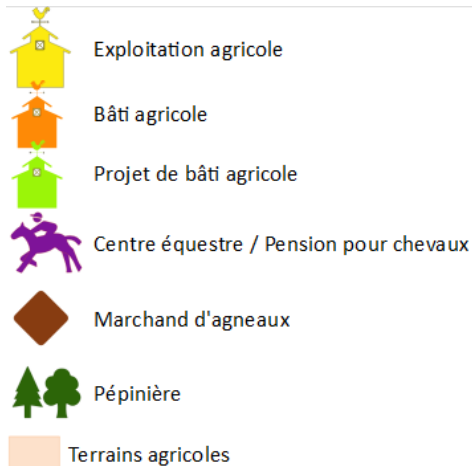 Exploitation agricole
Bâti agricole
Projet de bâti agricole
Centre équestre / Pension pour chevaux
Marchand d'agneaux
Pépinière
Terrains agricoles